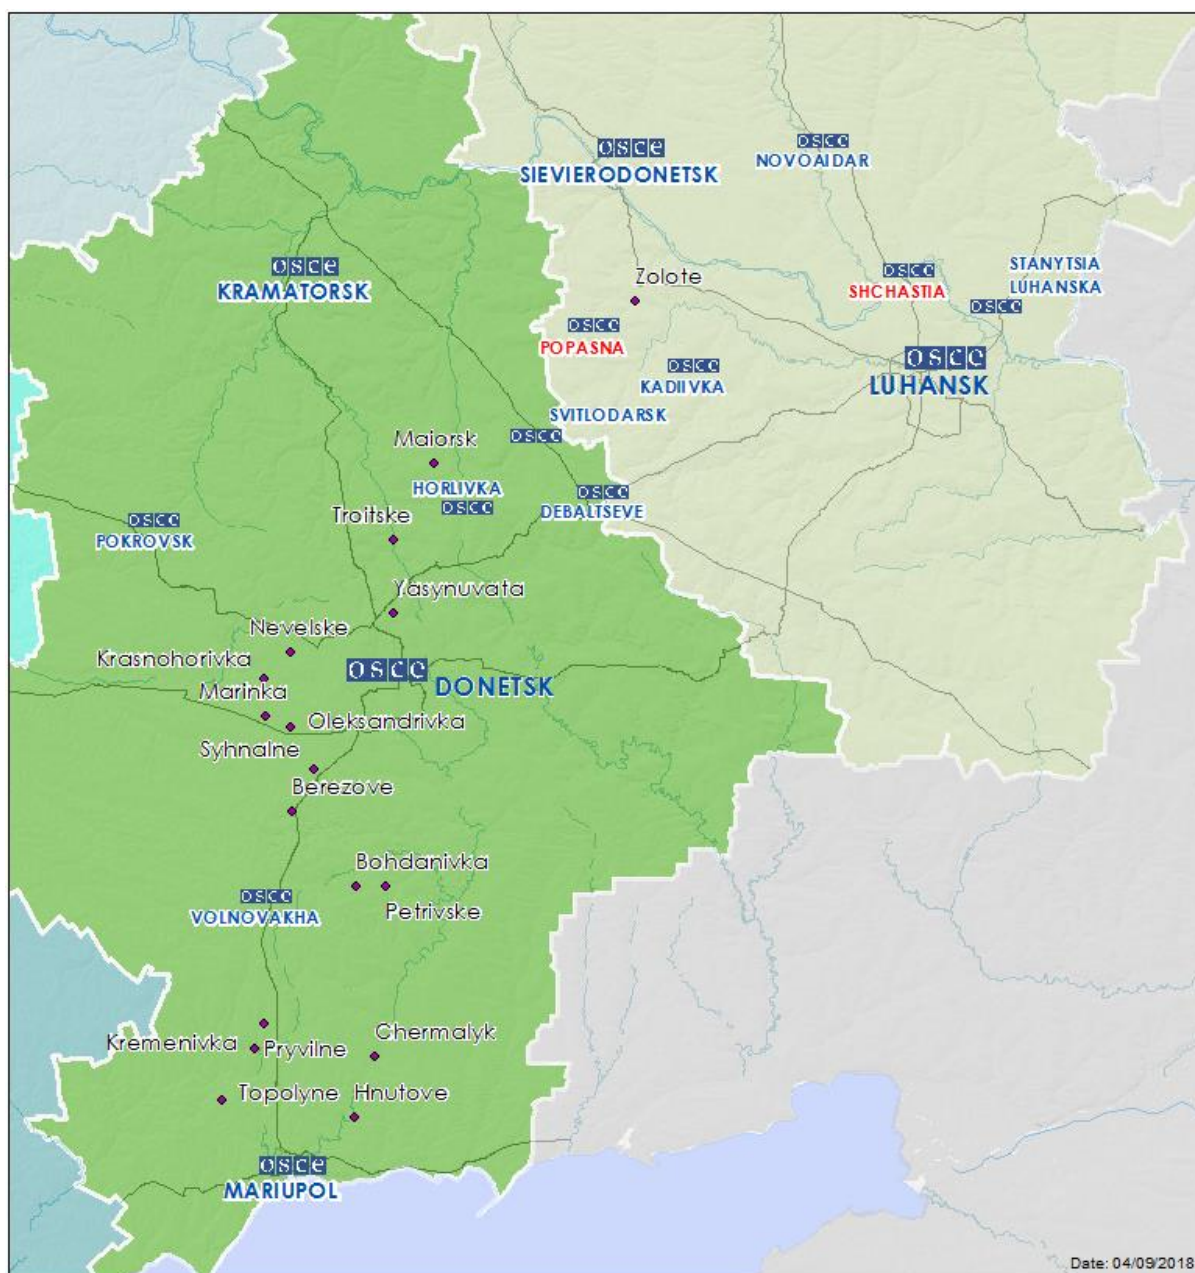 osce
SIEVIERODONETSK
osce
NOVOAIDAR
osce
KRAMATORSK
Zolote
osce
SHCHASTIA
STANYTSIA
LUHANSKA
osce
osce
POPASNA
osce
KADIIVKA
osce
LUHANSK
SVITLODARSK
osce
Maiorsk
HORLIVKA
osce
osce
DEBALTSEVE
Troitske
osce
POKROVSK
Yasynuvata
Nevelske
Krasnohorivka
osce
DONETSK
Marinka
Oleksandrivka
Syhnalne
Berezove
Bohdanivka
osce
VOLNOVAKHA
Petrivske
Kremenivka
Pryvilne
Chermalyk
Topolyne
Hnutove
osce
MARIUPOL
Date: 04/09/2018